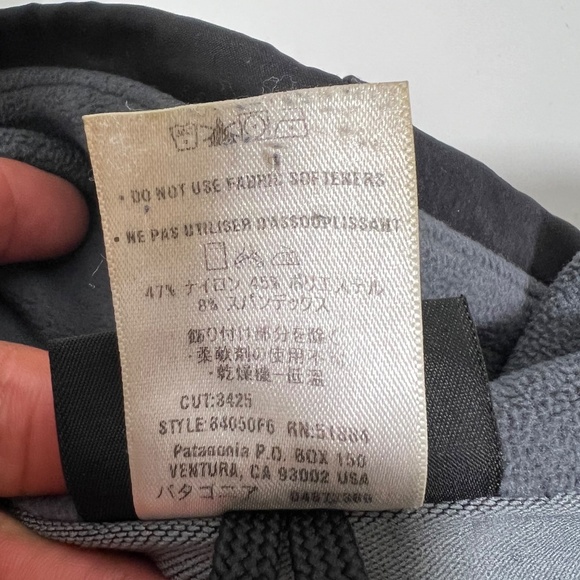 • DO NOT USE FABRIC SOFTENERS
• NE PAS UTILISER D'ASSOUPLISSANT
47% ナイロン 45% ポリエステル
8% スパンデックス
飾り付け部分を除く
・柔軟剤の使用不可
・乾燥機－低温
CUT:3425
STYLE:84050F6 RN:51884
Patagonia P.O. BOX 150
VENTURA, CA 93002 USA
パタゴニア